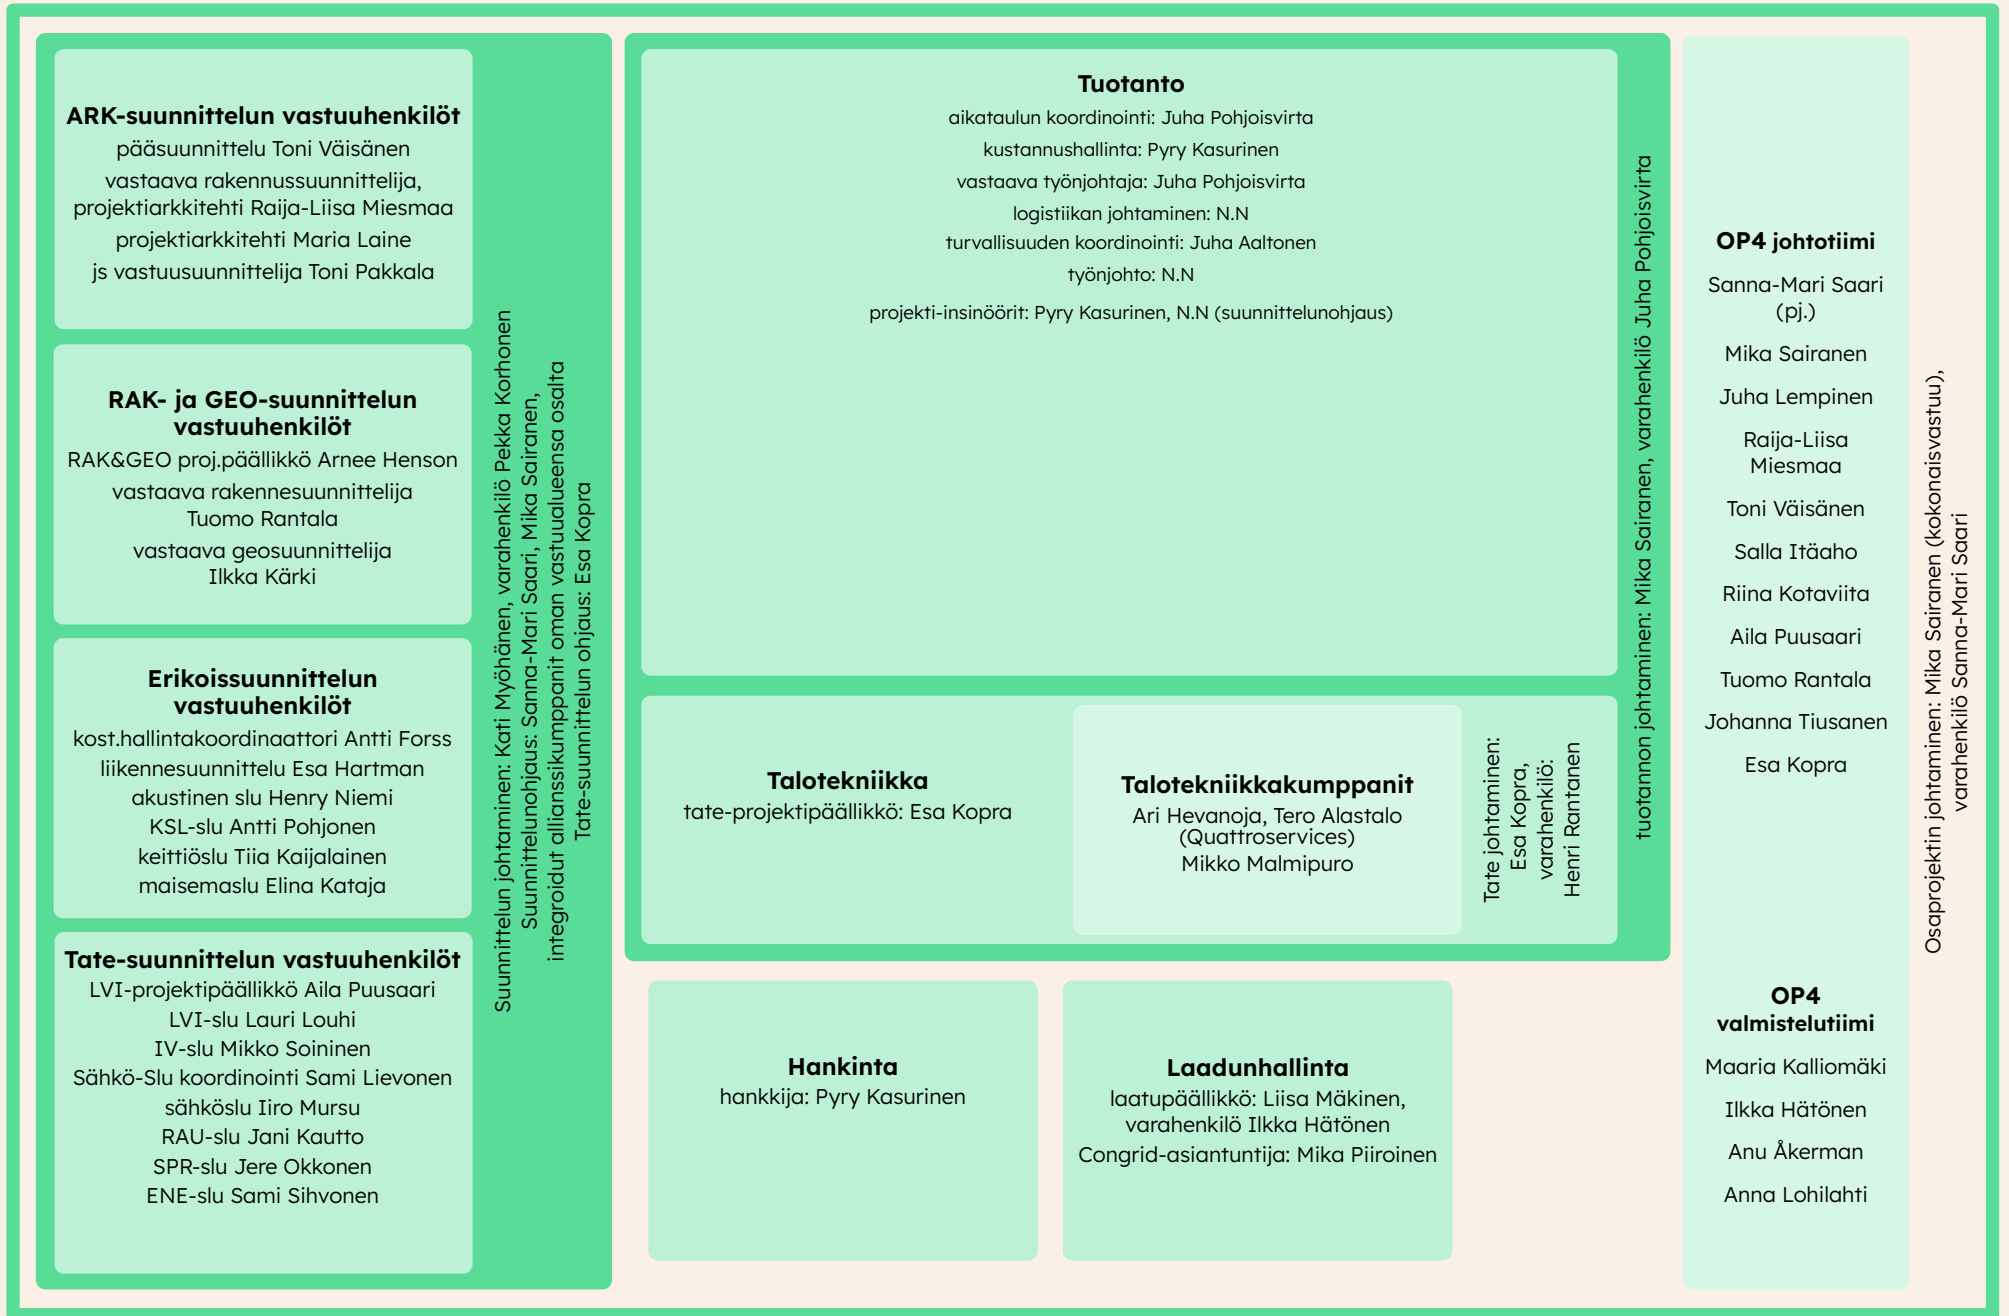 ARK-suunnittelun vastuuhenkilöt
pääsuunnittelu Toni Väisänen
vastaava rakennussuunnittelija,
projektiarkkitehti Raija-Liisa Miesmaa
projektiarkkitehti Maria Laine
js vastuusuunnittelija Toni Pakkala
RAK- ja GEO-suunnittelun
vastuuhenkilöt
RAK&GEO proj.päällikkö Arnee Henson
vastaava rakennesuunnittelija
Tuomo Rantala
vastaava geosuunnittelija
Ilkka Kärki
Erikoissuunnittelun
vastuuhenkilöt
kost.hallintakoordinaattori Antti Forss
liikennesuunnittelu Esa Hartman
akustinen slu Henry Niemi
KSL-slu Antti Pohjonen
keittiöslu Tiia Kaijalainen
maisemaslu Elina Kataja
Tate-suunnittelun vastuuhenkilöt
LVI-projektipäällikkö Aila Puusaari
LVI-slu Lauri Louhi
IV-slu Mikko Soininen
Sähkö-Slu koordinointi Sami Lievonen
sähköslu Iiro Mursu
RAU-slu Jani Kautto
SPR-slu Jere Okkonen
ENE-slu Sami Sihvonen
Suunnittelun johtaminen: Kati Myöhänen, varahenkilö Pekka Korhonen
Suunnittelunohjaus: Sanna-Mari Saari, Mika Sairanen,
integroidut allianssikumppanit oman vastuualueensa osalta
Tate-suunnittelun ohjaus: Esa Kopra
Tuotanto
aikataulun koordinointi: Juha Pohjoisvirta
kustannushallinta: Pyry Kasurinen
vastaava työnjohtaja: Juha Pohjoisvirta
logistiikan johtaminen: N.N
turvallisuuden koordinointi: Juha Aaltonen
työnjohto: N.N
projekti-insinöörit: Pyry Kasurinen, N.N (suunnittelunohjaus)
Talotekniikka
tate-projektipäällikkö: Esa Kopra
Talotekniikkakumppanit
Ari Hevanoja, Tero Alastalo
(Quattroservices)
Mikko Malmipuro
Tate johtaminen:
Esa Kopra,
varahenkilö:
Henri Rantanen
tuotannon johtaminen: Mika Sairanen, varahenkilö Juha Pohjoisvirta
Hankinta
hankkija: Pyry Kasurinen
Laadunhallinta
laatupäällikkö: Liisa Mäkinen,
varahenkilö Ilkka Hätönen
Congrid-asiantuntija: Mika Piiroinen
OP4 johtotiimi
Sanna-Mari Saari
(pj.)
Mika Sairanen
Juha Lempinen
Raija-Liisa
Miesmaa
Toni Väisänen
Salla Itäaho
Riina Kotaviita
Aila Puusaari
Tuomo Rantala
Johanna Tiusanen
Esa Kopra
OP4
valmistelutiimi
Maaria Kalliomäki
Ilkka Hätönen
Anu Åkerman
Anna Lohilahti
Osaprojektin johtaminen: Mika Sairanen (kokonaisvastuu),
varahenkilö Sanna-Mari Saari